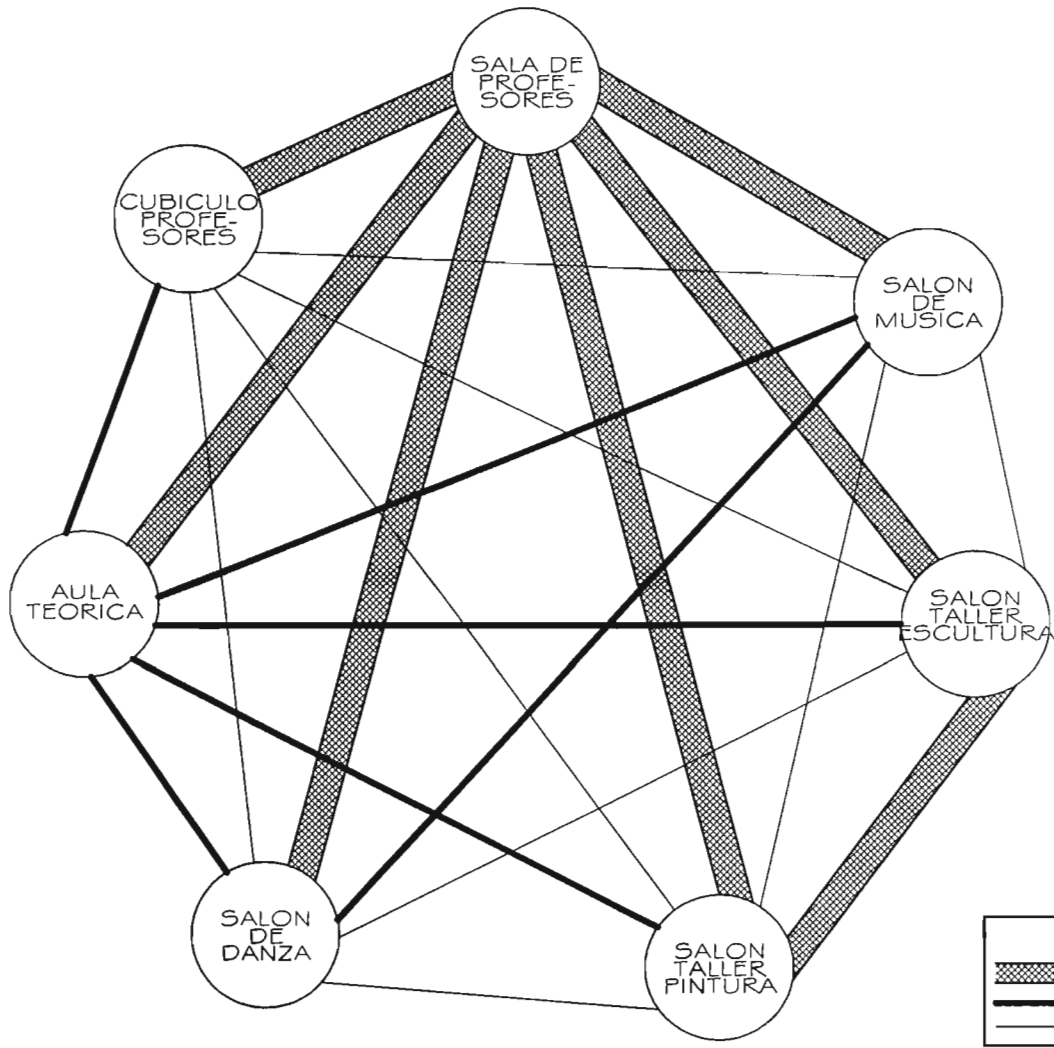 SALA DE
PROFE-
SORES
CUBICULO
PROFE-
SORES
SALON
DE
MUSICA
AULA
TEORICA
SALON
TALLER
ESCULTURA
SALON
DE
DANZA
SALON
TALLER
PINTURA